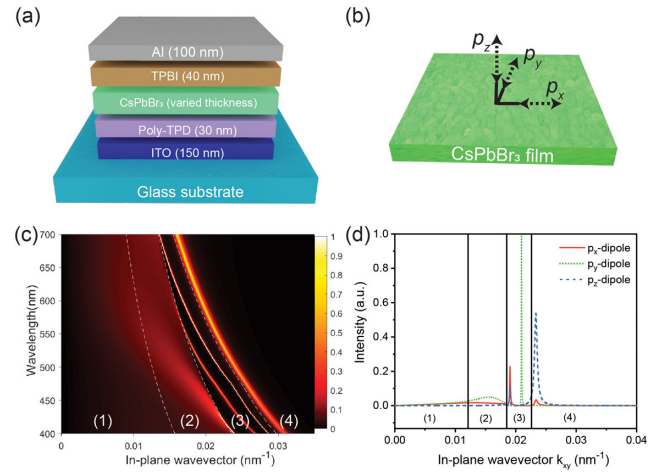 (a)
Al (100 nm)
TPBI (40 nm)
CsPbBr₃ (varied thickness)
Poly-TPD (30 nm)
ITO (150 nm)
Glass substrate
(b)
p_z
p_y
p_x
CsPbBr₃ film
(c)
700
650
600
550
500
450
400
Wavelength(nm)
(1)
(2)
(3)
(4)
0
0.01
0.02
0.03
In-plane wavevector (nm⁻¹)
1
0.9
0.8
0.7
0.6
0.5
0.4
0.3
0.2
0.1
0
(d)
1.0
0.8
0.6
0.4
0.2
0.0
Intensity (a.u.)
pₓ-dipole
p_y-dipole
p_z-dipole
(1)
(2)
(3)
(4)
0.00
0.01
0.02
0.03
0.04
In-plane wavevector k_xy (nm⁻¹)